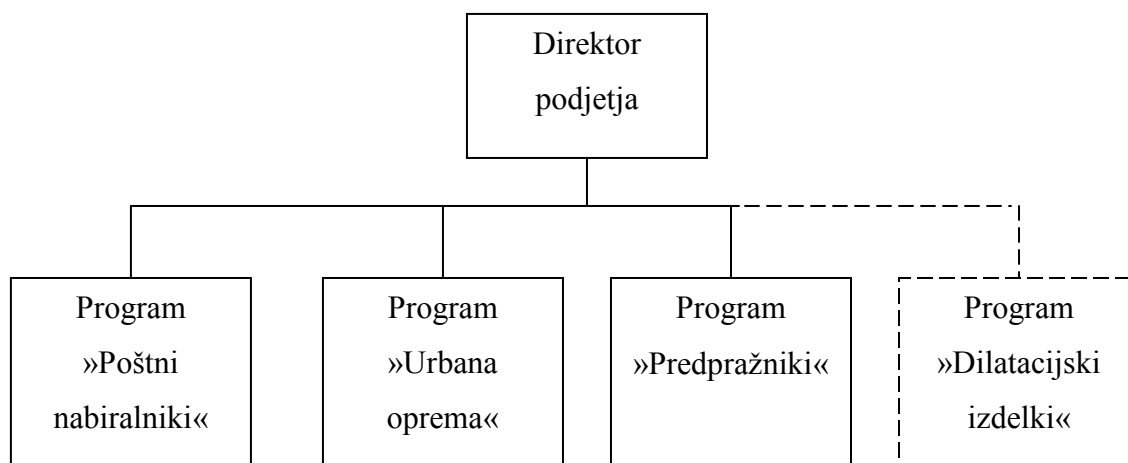 Direktor
podjetja
Program
»Poštni
nabiralniki«
Program
»Urbana
oprema«
Program
»Predpražniki«
Program
»Dilatacijski
izdelki«